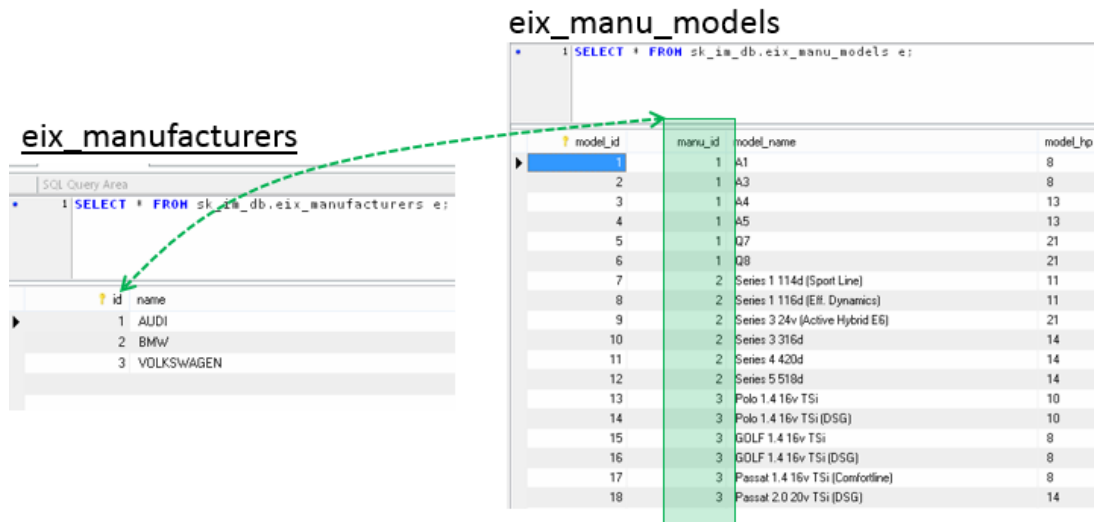 eix_manu_models
1 SELECT * FROM sk_im_db.eix_manu_models e;
model_id manu_id model_name model_hp
1 1 A1 8
2 1 A3 8
3 1 A4 13
4 1 A5 13
5 1 Q7 21
6 1 Q8 21
7 2 Series 1 114d (Sport Line) 11
8 2 Series 1 116d (Eff. Dynamics) 11
9 2 Series 3 24v (Active Hybrid E6) 21
10 2 Series 3 316d 14
11 2 Series 4 420d 14
12 2 Series 5 518d 14
13 3 Polo 1.4 16v TSi 10
14 3 Polo 1.4 16v TSi (DSG) 10
15 3 GOLF 1.4 16v TSi 8
16 3 GOLF 1.4 16v TSi (DSG) 8
17 3 Passat 1.4 16v TSi (Comfortline) 8
18 3 Passat 2.0 20v TSi (DSG) 14
eix_manufacturers
SQL Query Area
1 SELECT * FROM sk_im_db.eix_manufacturers e;
id name
1 AUDI
2 BMW
3 VOLKSWAGEN